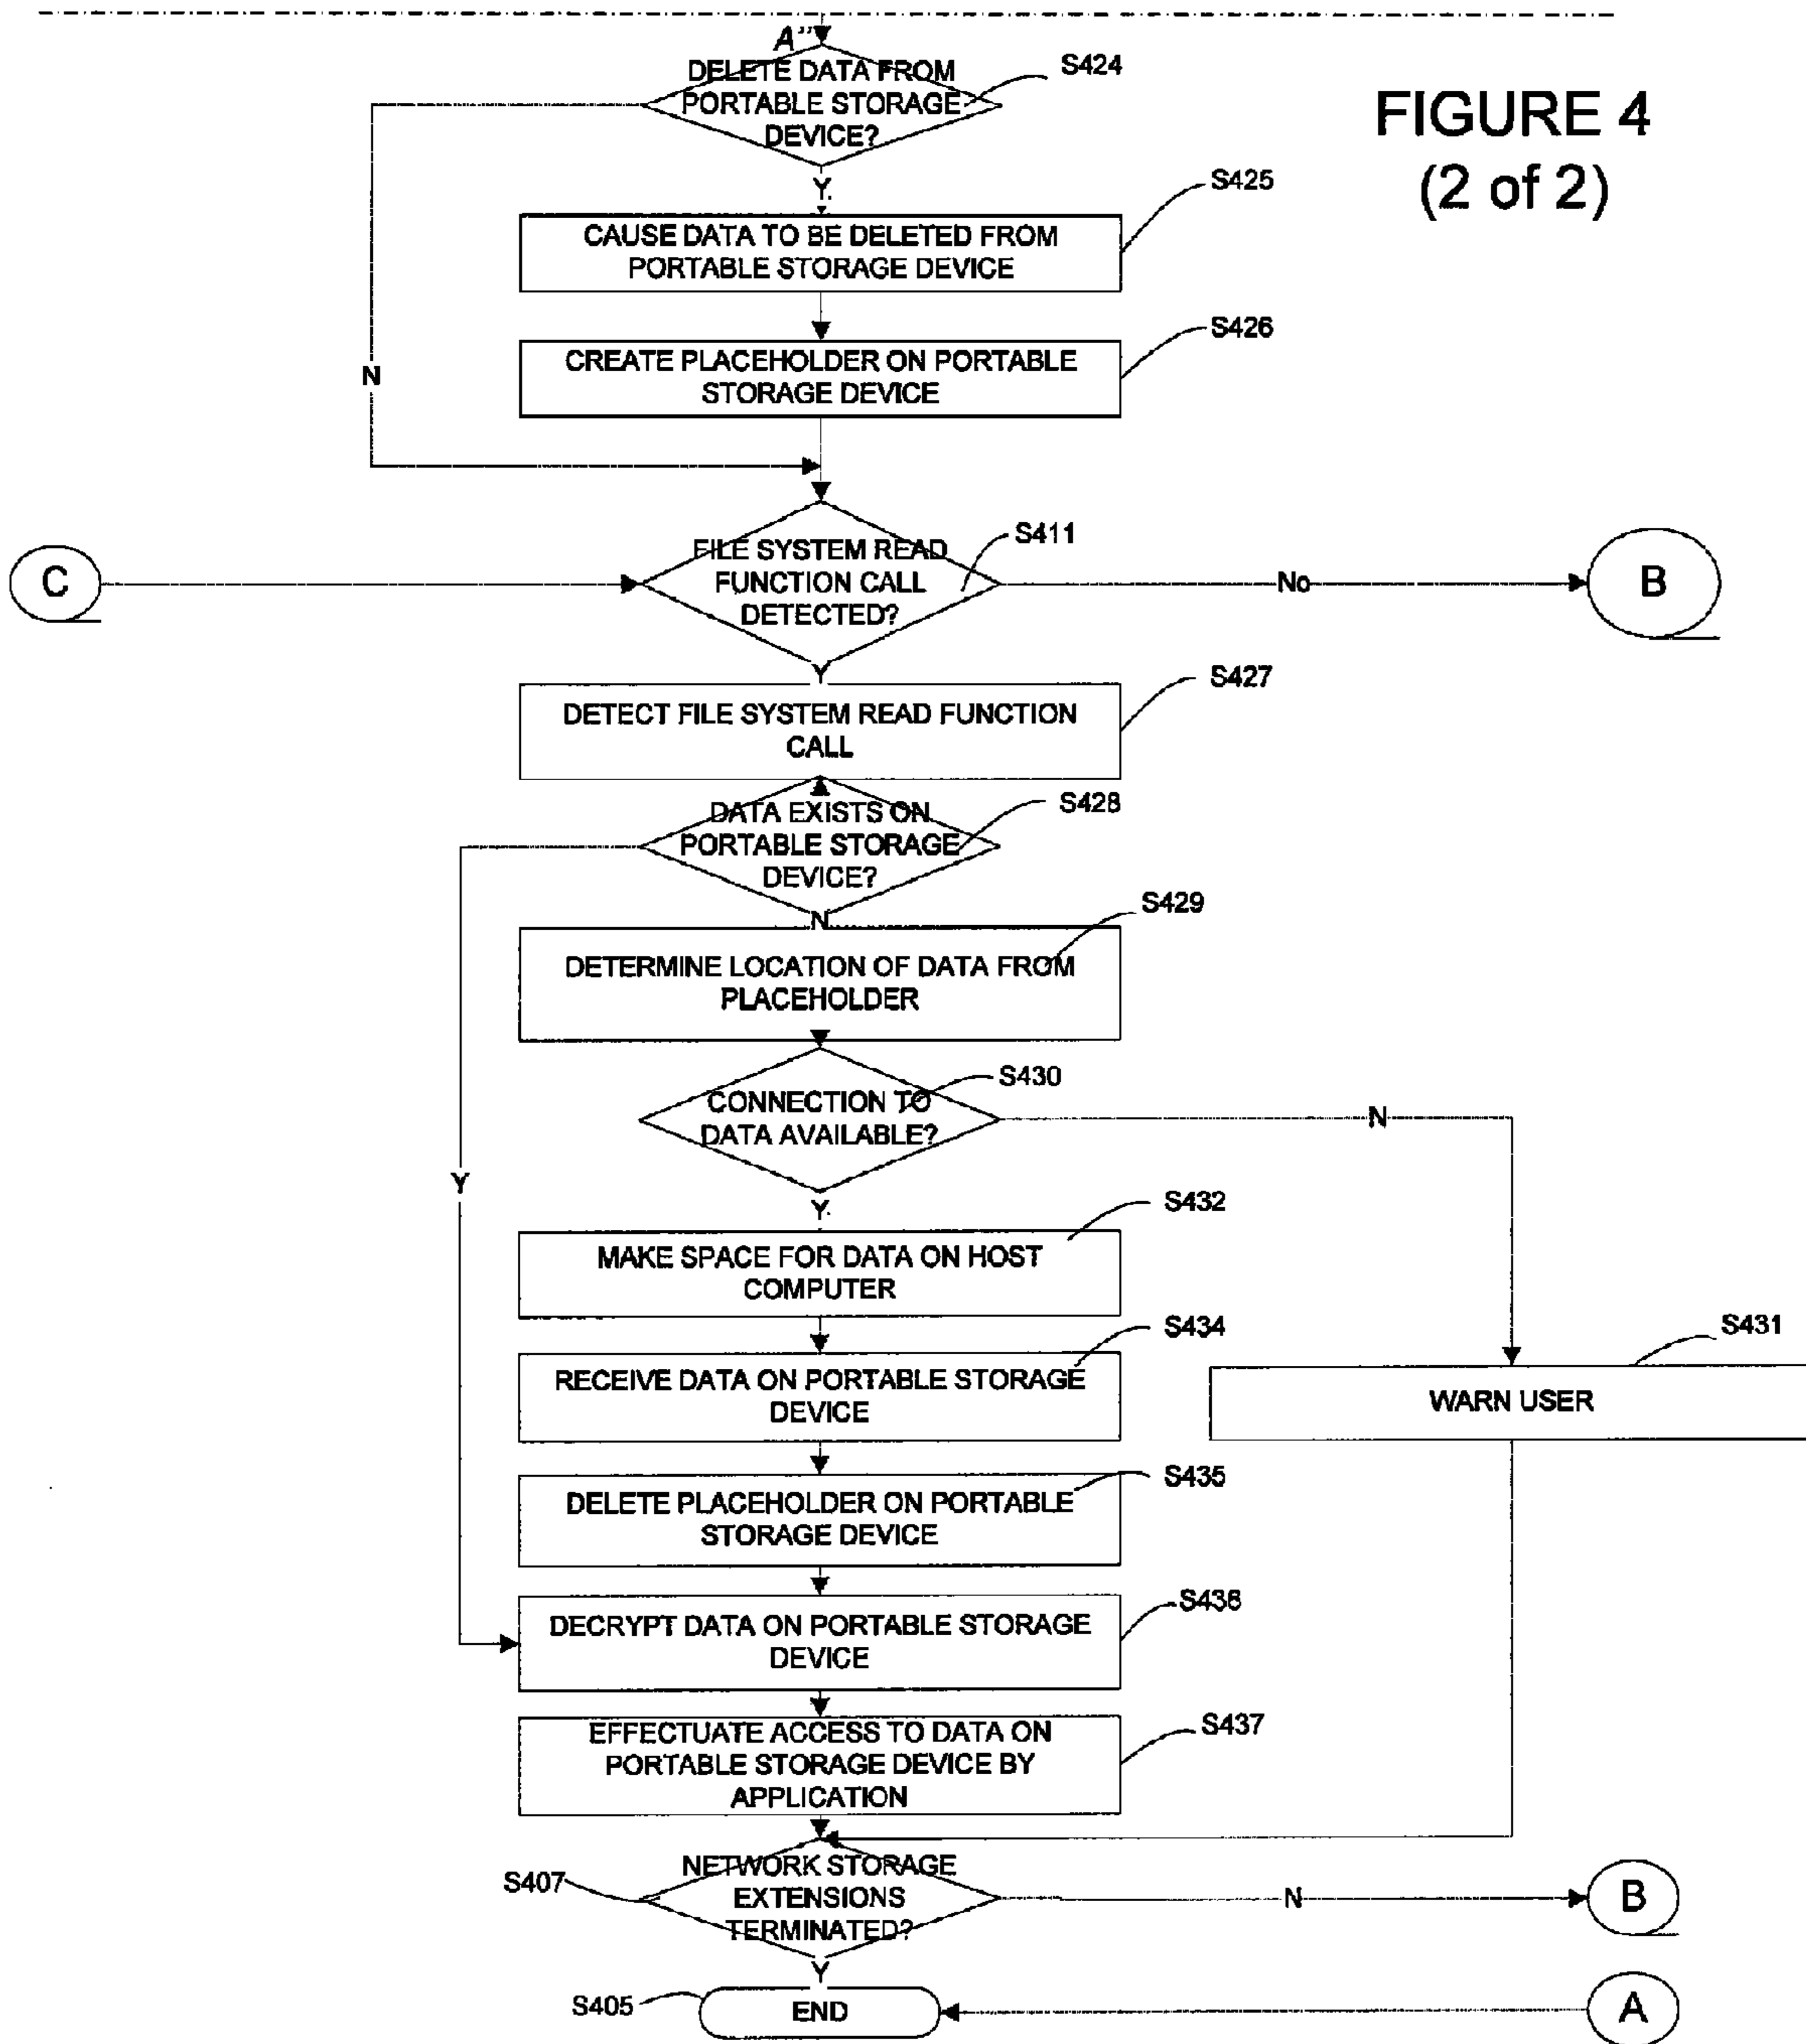 A"
DELETE DATA FROM
PORTABLE STORAGE
DEVICE?
S424
FIGURE 4
(2 of 2)
Y
S425
CAUSE DATA TO BE DELETED FROM
PORTABLE STORAGE DEVICE
S426
CREATE PLACEHOLDER ON PORTABLE
STORAGE DEVICE
N
C
FILE SYSTEM READ
FUNCTION CALL
DETECTED?
S411
No
B
Y
S427
DETECT FILE SYSTEM READ FUNCTION
CALL
DATA EXISTS ON
PORTABLE STORAGE
DEVICE?
S428
N
S429
DETERMINE LOCATION OF DATA FROM
PLACEHOLDER
S430
CONNECTION TO
DATA AVAILABLE?
N
Y
Y
S432
MAKE SPACE FOR DATA ON HOST
COMPUTER
S434
RECEIVE DATA ON PORTABLE STORAGE
DEVICE
S431
WARN USER
S435
DELETE PLACEHOLDER ON PORTABLE
STORAGE DEVICE
S436
DECRYPT DATA ON PORTABLE STORAGE
DEVICE
S437
EFFECTUATE ACCESS TO DATA ON
PORTABLE STORAGE DEVICE BY
APPLICATION
S407
NETWORK STORAGE
EXTENSIONS
TERMINATED?
N
B
Y
S405
END
A